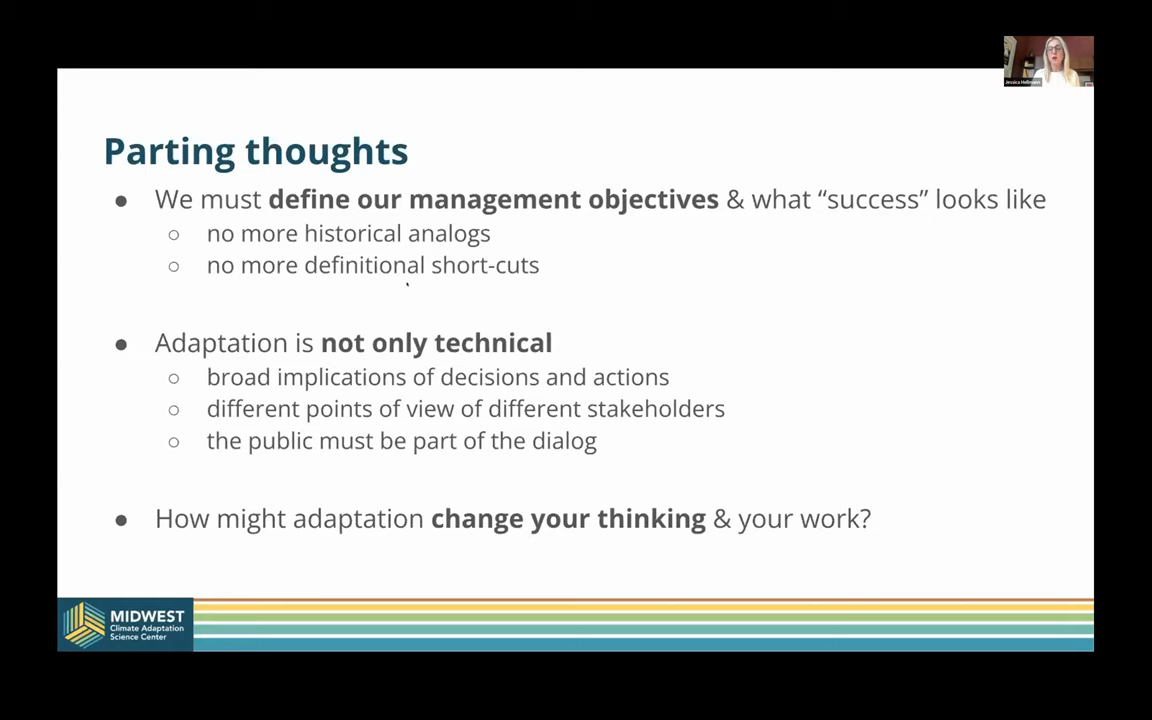 Jessica Hellmann
Parting thoughts
● We must define our management objectives & what “success” looks like
○ no more historical analogs
○ no more definitional short-cuts
● Adaptation is not only technical
○ broad implications of decisions and actions
○ different points of view of different stakeholders
○ the public must be part of the dialog
● How might adaptation change your thinking & your work?
MIDWEST
Climate Adaptation
Science Center